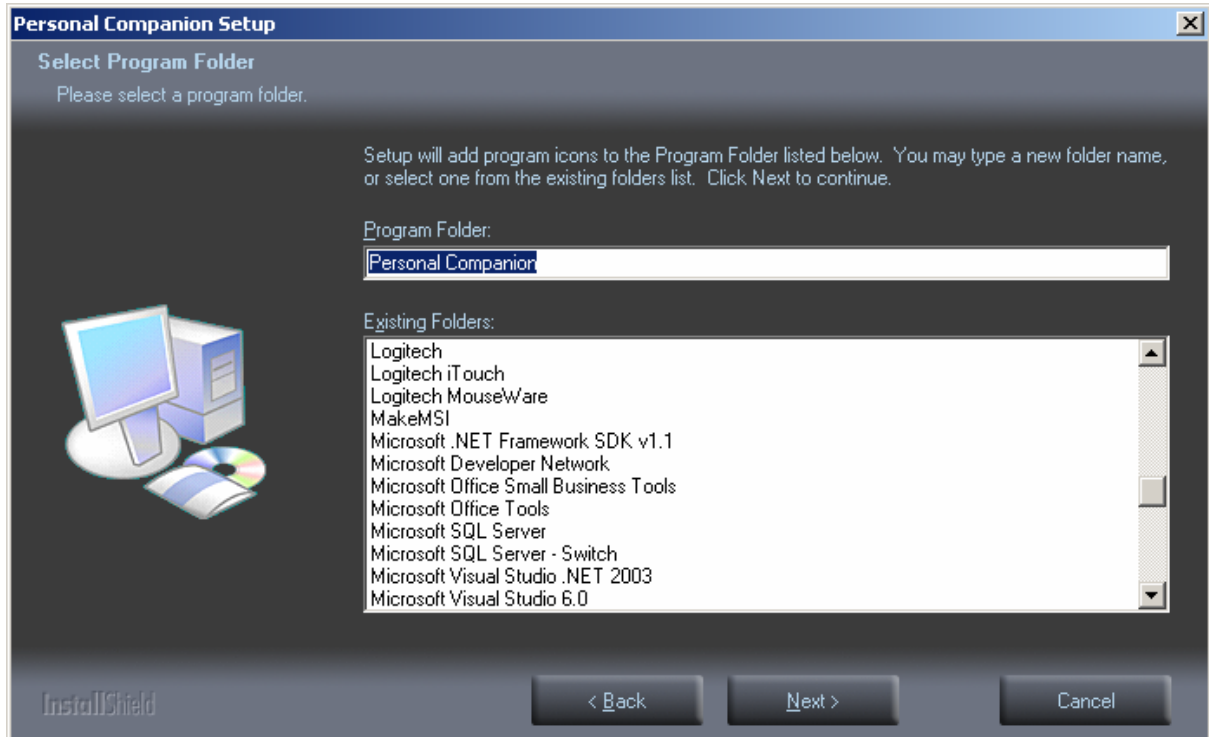 Personal Companion Setup
Select Program Folder
Please select a program folder.
Setup will add program icons to the Program Folder listed below. You may type a new folder name,
or select one from the existing folders list. Click Next to continue.
Program Folder:
Personal Companion
Existing Folders:
Logitech
Logitech iTouch
Logitech MouseWare
MakeMSI
Microsoft .NET Framework SDK v1.1
Microsoft Developer Network
Microsoft Office Small Business Tools
Microsoft Office Tools
Microsoft SQL Server
Microsoft SQL Server - Switch
Microsoft Visual Studio .NET 2003
Microsoft Visual Studio 6.0
InstallShield
< Back
Next >
Cancel